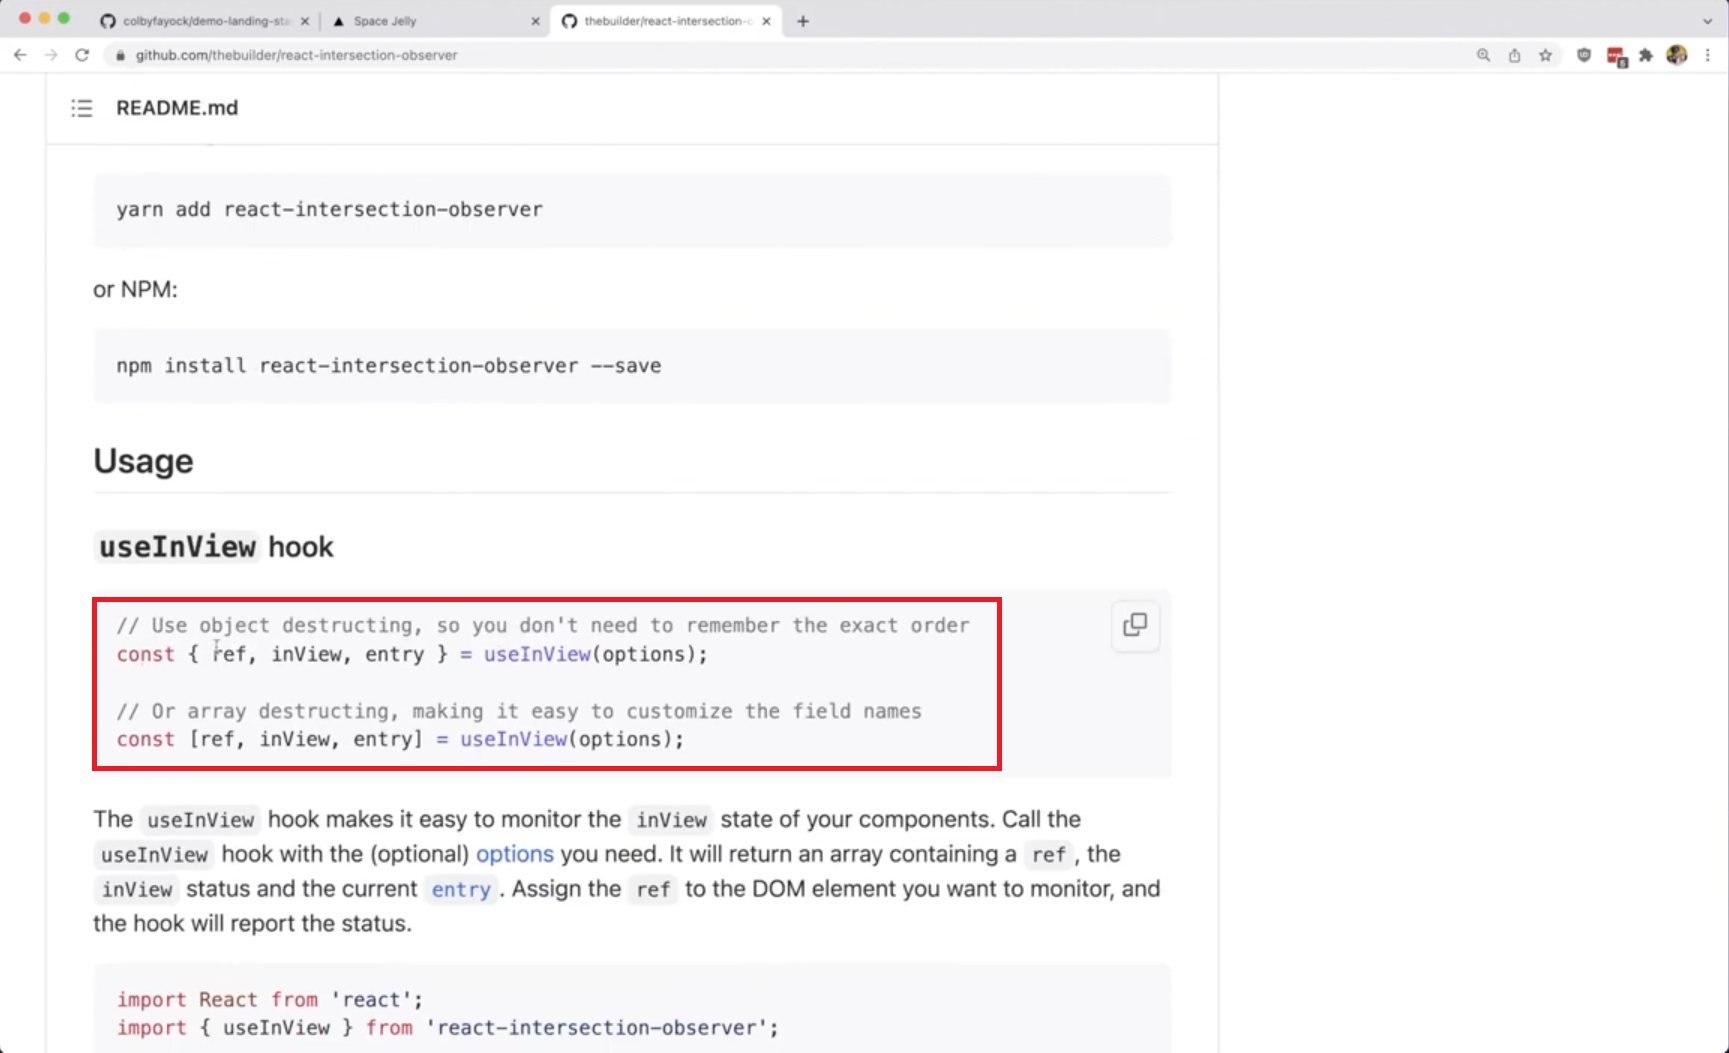 colbyfayock/demo-landing-sta
Space Jelly
thebuilder/react-intersection-o
github.com/thebuilder/react-intersection-observer
README.md
yarn add react-intersection-observer
or NPM:
npm install react-intersection-observer --save
Usage
useInView hook
// Use object destructing, so you don't need to remember the exact order
const { ref, inView, entry } = useInView(options);
// Or array destructing, making it easy to customize the field names
const [ref, inView, entry] = useInView(options);
The useInView hook makes it easy to monitor the inView state of your components. Call the
useInView hook with the (optional) options you need. It will return an array containing a ref, the
inView status and the current entry. Assign the ref to the DOM element you want to monitor, and
the hook will report the status.
import React from 'react';
import { useInView } from 'react-intersection-observer';